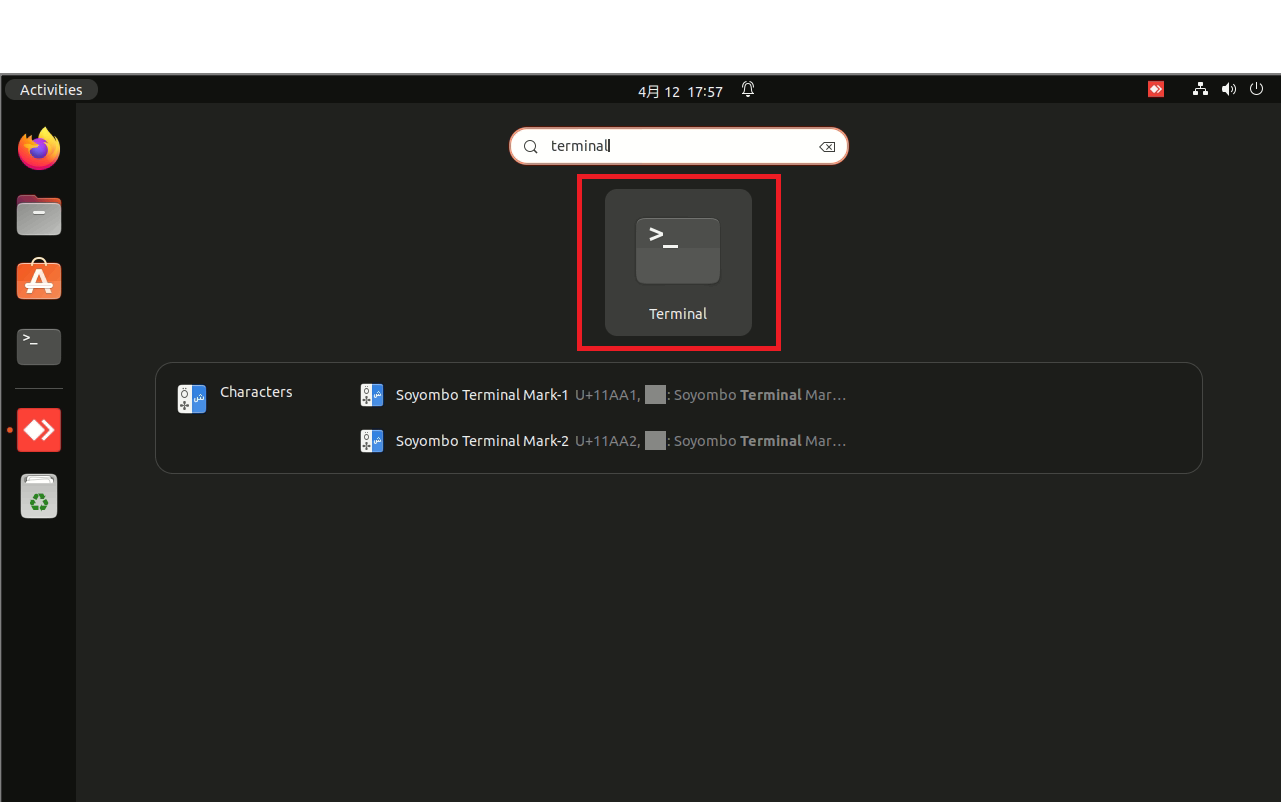 Activities
4月 12 17:57
terminal
>_
Terminal
>_
Characters
Soyombo Terminal Mark-1 U+11AA1, : Soyombo Terminal Mar…
Soyombo Terminal Mark-2 U+11AA2, : Soyombo Terminal Mar…